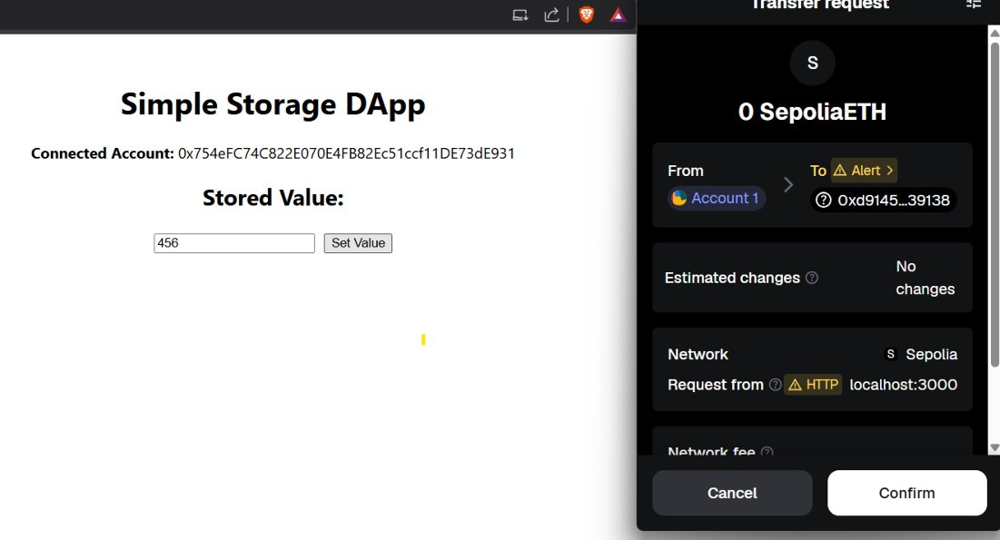 Simple Storage DApp
Connected Account: 0x754eFC74C822E070E4FB82Ec51ccf11DE73dE931
Stored Value:
456 Set Value
Transfer request
S
0 SepoliaETH
From To Alert >
Account 1 0xd9145...39138
Estimated changes No changes
Network S Sepolia
Request from HTTP localhost:3000
Network fee
Cancel Confirm